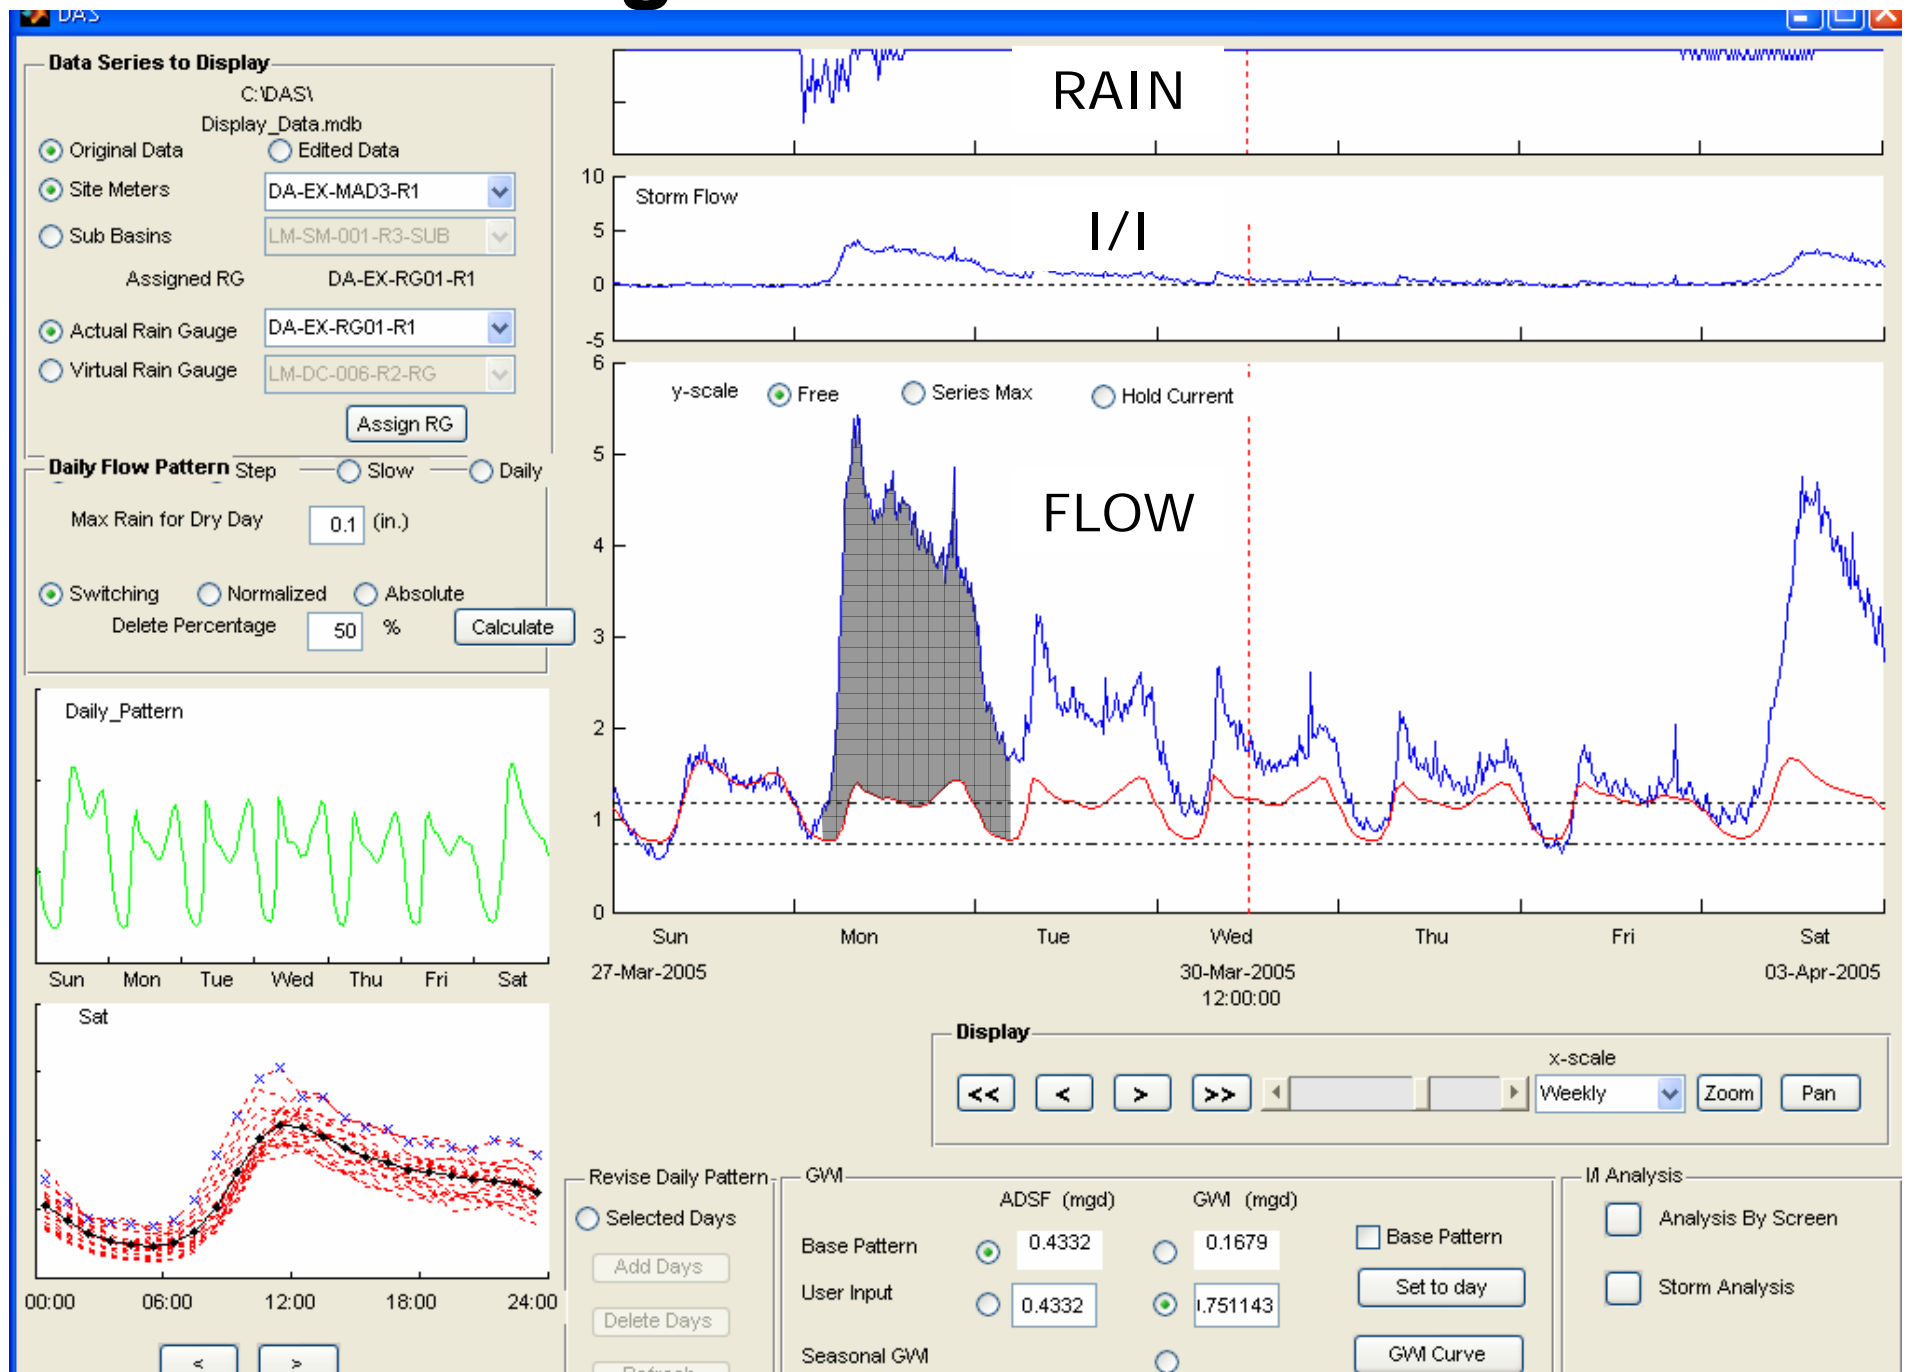 DAS
Data Series to Display
C:\DAS\
Display_Data.mdb
Original Data Edited Data
Site Meters DA-EX-MAD3-R1
Sub Basins LM-SM-001-R3-SUB
Assigned RG DA-EX-RG01-R1
Actual Rain Gauge DA-EX-RG01-R1
Virtual Rain Gauge LM-DC-006-R2-RG
Assign RG
Daily Flow Pattern Step Slow Daily
Max Rain for Dry Day 0.1 (in.)
Switching Normalized Absolute
Delete Percentage 50 % Calculate
Daily_Pattern
Sun Mon Tue Wed Thu Fri Sat
Sat
00:00 06:00 12:00 18:00 24:00
< >
RAIN
10
Storm Flow
I/I
5
0
-5
6
y-scale Free Series Max Hold Current
5
FLOW
4
3
2
1
0
Sun Mon Tue Wed Thu Fri Sat
27-Mar-2005 30-Mar-2005 03-Apr-2005
12:00:00
Display
x-scale
<< < > >> Weekly Zoom Pan
Revise Daily Pattern
Selected Days
Add Days
Delete Days
Refresh
GWI
ADSF (mgd) GWI (mgd)
Base Pattern 0.4332 0.1679 Base Pattern
User Input 0.4332 .751143 Set to day
Seasonal GWI GWI Curve
I/I Analysis
Analysis By Screen
Storm Analysis